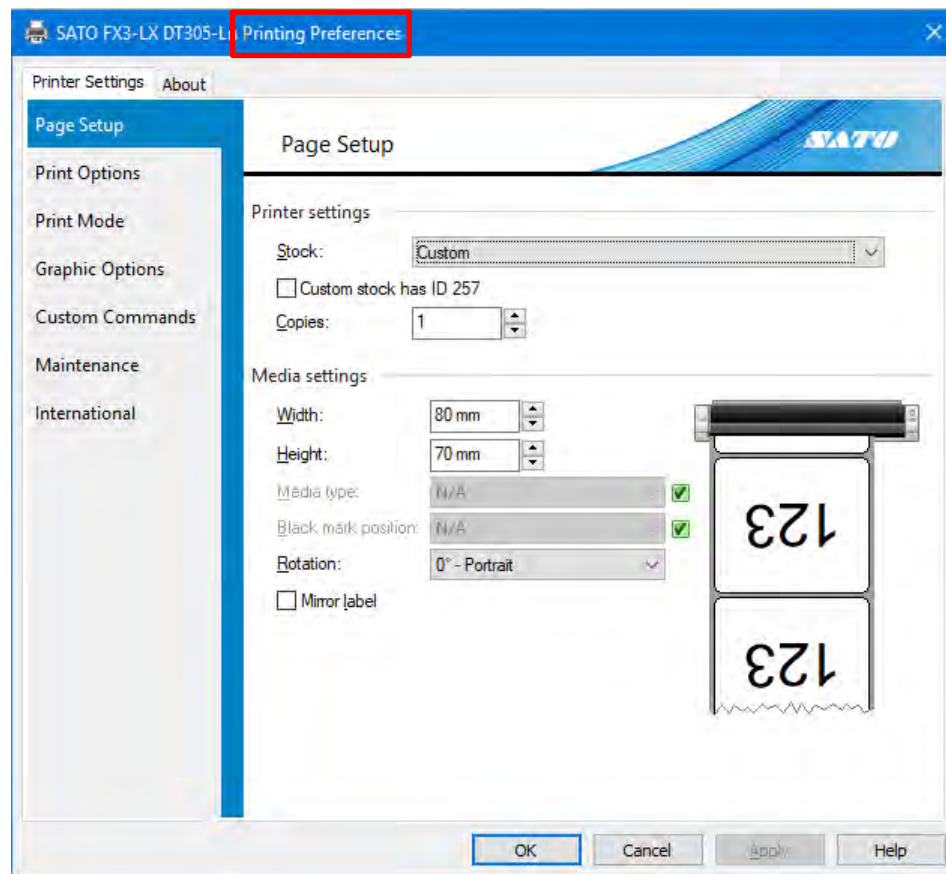 SATO FX3-LX DT305-Ln Printing Preferences
Printer Settings About
Page Setup
Print Options
Print Mode
Graphic Options
Custom Commands
Maintenance
International
Page Setup
SATO
Printer settings
Stock: Custom
Custom stock has ID 257
Copies: 1
Media settings
Width: 80 mm
Height: 70 mm
Media type: N/A
Black mark position: N/A
Rotation: 0° - Portrait
Mirror label
123
123
OK Cancel Apply Help